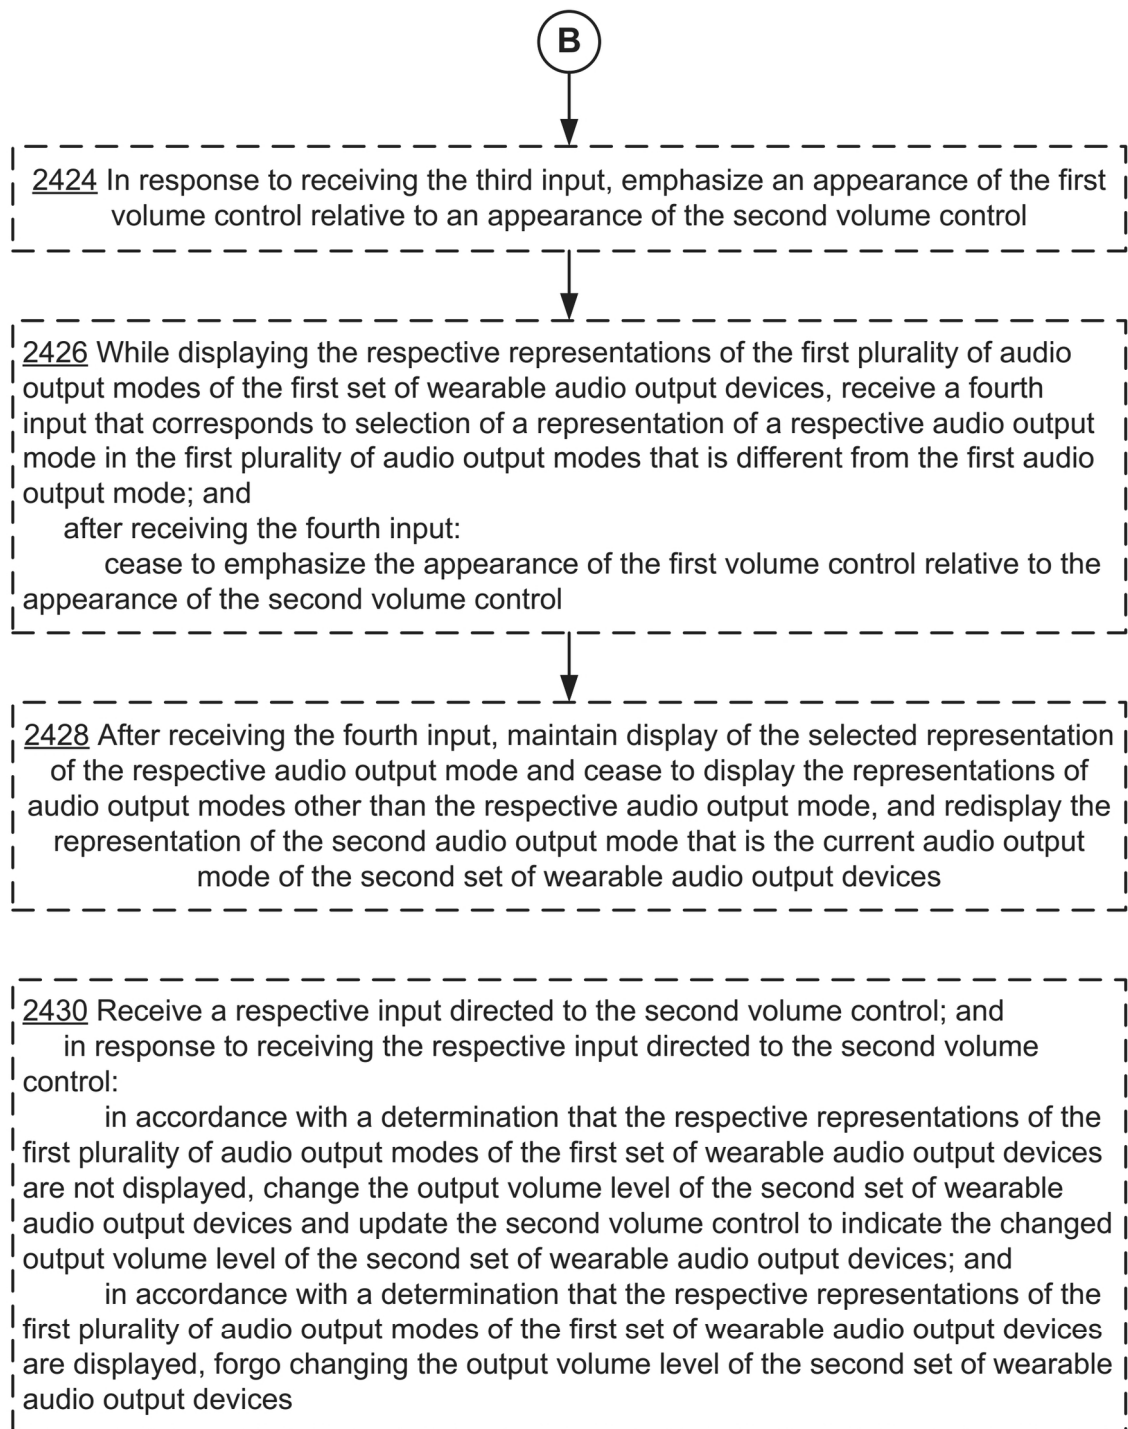 B
2424 In response to receiving the third input, emphasize an appearance of the first
volume control relative to an appearance of the second volume control
2426 While displaying the respective representations of the first plurality of audio
output modes of the first set of wearable audio output devices, receive a fourth
input that corresponds to selection of a representation of a respective audio output
mode in the first plurality of audio output modes that is different from the first audio
output mode; and
after receiving the fourth input:
cease to emphasize the appearance of the first volume control relative to the
appearance of the second volume control
2428 After receiving the fourth input, maintain display of the selected representation
of the respective audio output mode and cease to display the representations of
audio output modes other than the respective audio output mode, and redisplay the
representation of the second audio output mode that is the current audio output
mode of the second set of wearable audio output devices
2430 Receive a respective input directed to the second volume control; and
in response to receiving the respective input directed to the second volume
control:
in accordance with a determination that the respective representations of the
first plurality of audio output modes of the first set of wearable audio output devices
are not displayed, change the output volume level of the second set of wearable
audio output devices and update the second volume control to indicate the changed
output volume level of the second set of wearable audio output devices; and
in accordance with a determination that the respective representations of the
first plurality of audio output modes of the first set of wearable audio output devices
are displayed, forgo changing the output volume level of the second set of wearable
audio output devices